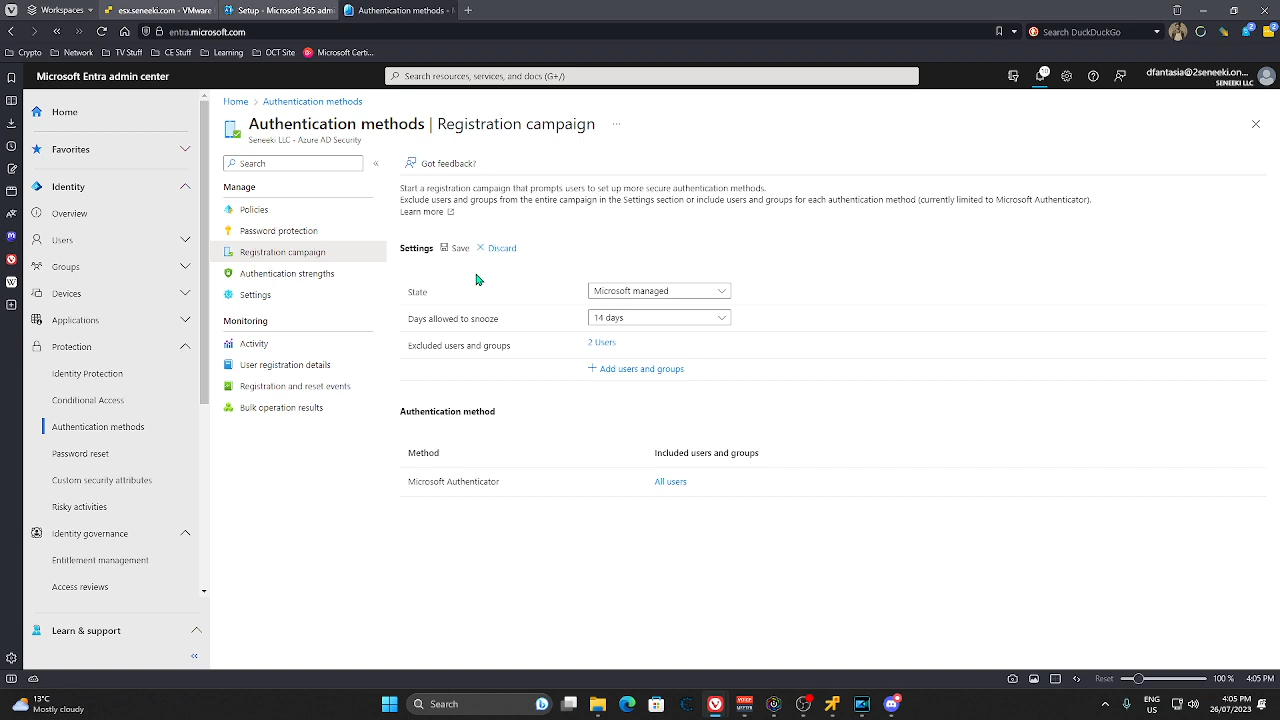 Workspaces
esx.seneeki.com - VMware
Setup - Microsoft 365 adm
Authentication methods -
entra.microsoft.com
Search DuckDuckGo
2
2
Crypto
Network
TV Stuff
CE Stuff
Learning
OCT Site
Microsoft Certi...
Microsoft Entra admin center
Search resources, services, and docs (G+/)
dfantasia@2seneeki.on...
SENEEKI LLC
Home
Favorites
Identity
Overview
Users
Groups
Devices
Applications
Protection
Identity Protection
Conditional Access
Authentication methods
Password reset
Custom security attributes
Risky activities
Identity governance
Entitlement management
Access reviews
Learn & support
Home > Authentication methods
Authentication methods | Registration campaign ...
Seneeki LLC - Azure AD Security
Search
Manage
Policies
Password protection
Registration campaign
Authentication strengths
Settings
Monitoring
Activity
User registration details
Registration and reset events
Bulk operation results
Got feedback?
Start a registration campaign that prompts users to set up more secure authentication methods.
Exclude users and groups from the entire campaign in the Settings section or include users and groups for each authentication method (currently limited to Microsoft Authenticator).
Learn more
Settings Save Discard
State Microsoft managed
Days allowed to snooze 14 days
Excluded users and groups 2 Users
Add users and groups
Authentication method
Method Included users and groups
Microsoft Authenticator All users
Reset 100 % 4:05 PM
13°C
Mostly cloudy
Search
ENG
US
4:05 PM
26/07/2023